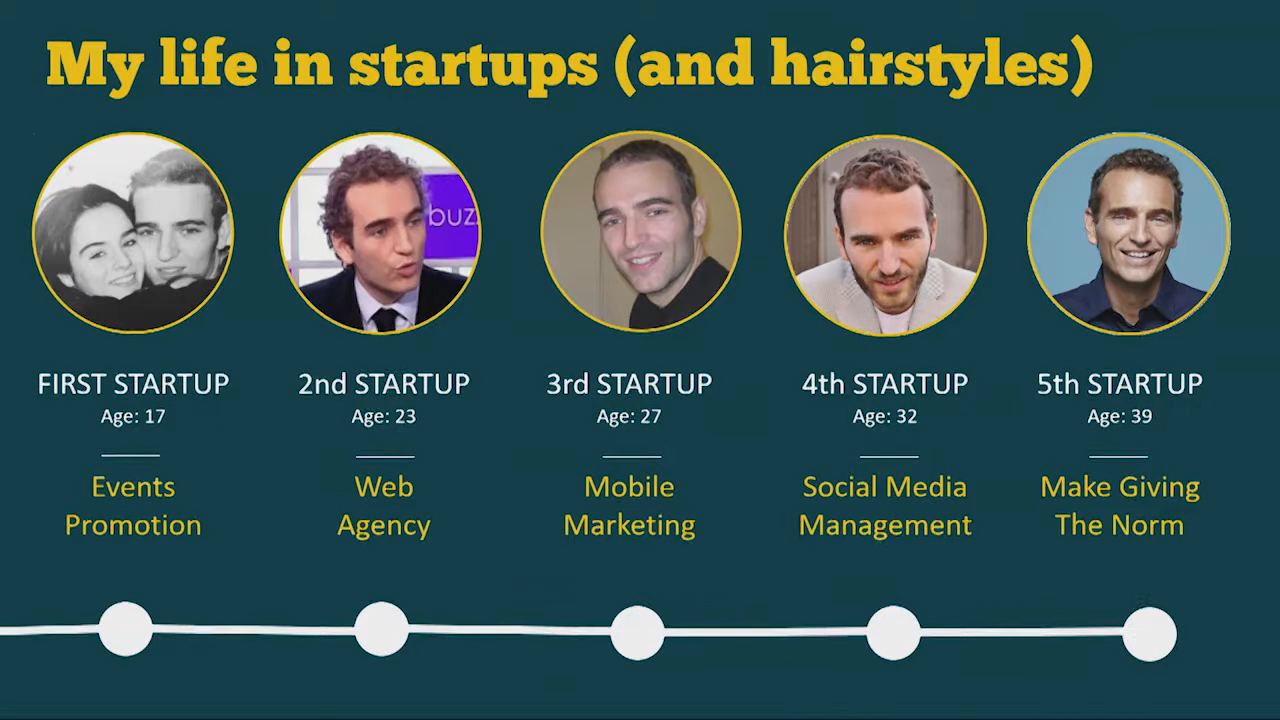 My life in startups (and hairstyles)
buz
FIRST STARTUP
Age: 17
Events
Promotion
2nd STARTUP
Age: 23
Web
Agency
3rd STARTUP
Age: 27
Mobile
Marketing
4th STARTUP
Age: 32
Social Media
Management
5th STARTUP
Age: 39
Make Giving
The Norm